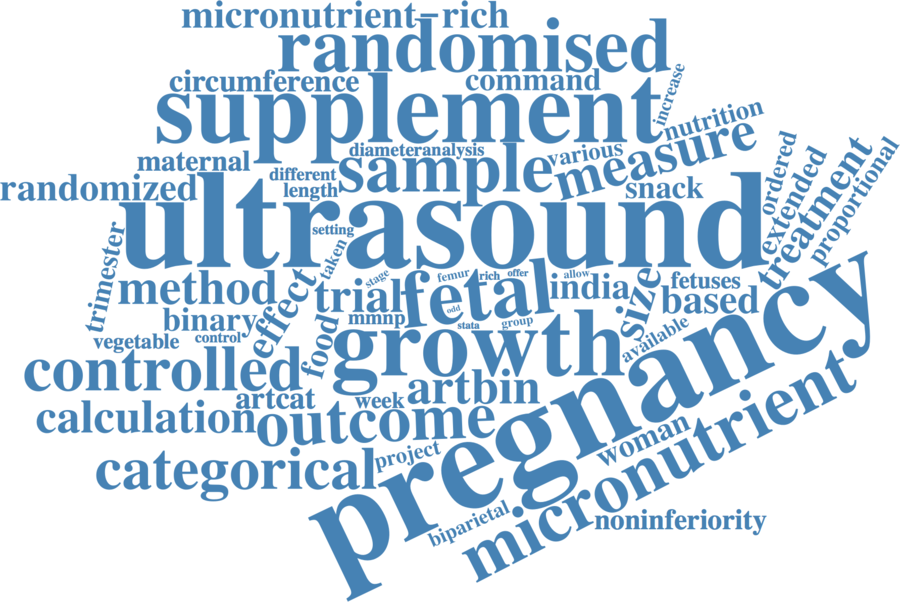 micronutrient-rich
randomised
circumference
command
increase
supplement
nutrition
diameteranalysis
various
measure
maternal
different
sample
randomized
length
snack
ordered
extended
treatment
proportional
ultrasound
setting
trimester
taken
stage
femur
rich
offer
allow
method
effect
trial
fetal
india
size
fetuses
based
odd
binary
mmnp
stata
group
vegetable
control
food
growth
available
pregnancy
controlled
artcat
week
artbin
calculation
outcome
categorical
project
woman
micronutrient
biparietal
noninferiority